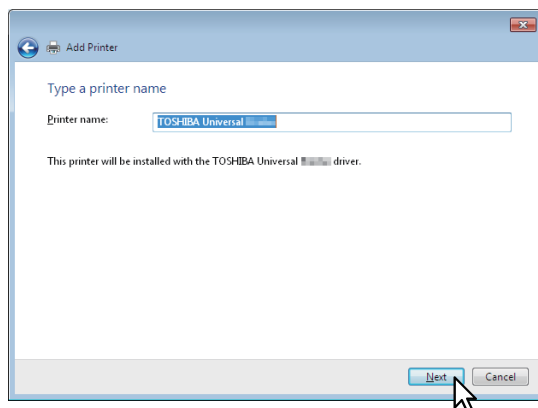 Add Printer
Type a printer name
Printer name: TOSHIBA Universal
This printer will be installed with the TOSHIBA Universal driver.
Next Cancel